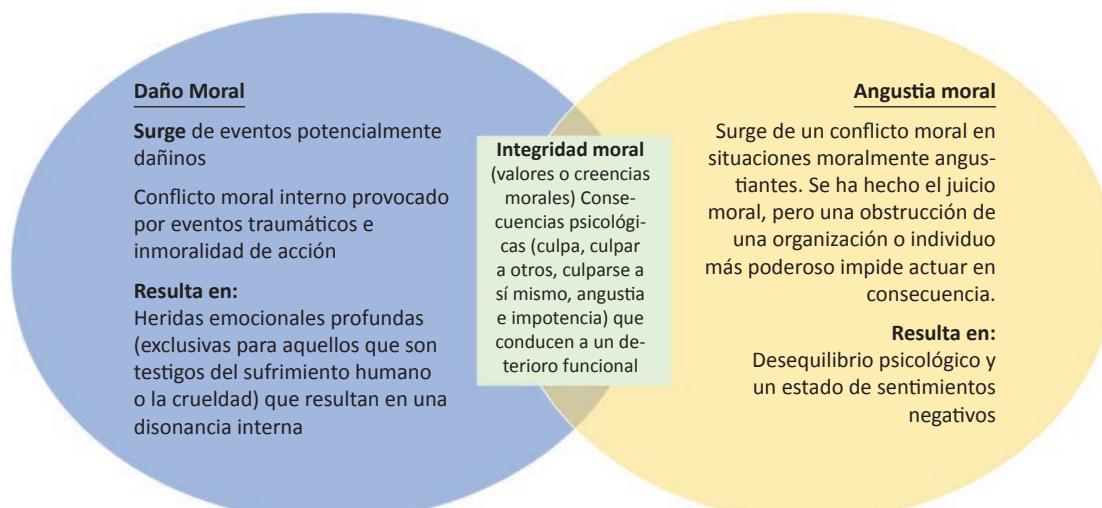 Daño Moral
Surge de eventos potencialmente
dañinos
Conflicto moral interno provocado
por eventos traumáticos e
inmoralidad de acción
Resulta en:
Heridas emocionales profundas
(exclusivas para aquellos que son
testigos del sufrimiento humano
o la crueldad) que resultan en una
disonancia interna
Integridad moral
(valores o creencias
morales) Conse-
cuencias psicológi-
cas (culpa, culpar
a otros, culparse a
sí mismo, angustia
e impotencia) que
conducen a un de-
terioro funcional
Angustia moral
Surge de un conflicto moral en
situaciones moralmente angus-
tiantes. Se ha hecho el juicio
moral, pero una obstrucción de
una organización o individuo
más poderoso impide actuar en
consecuencia.
Resulta en:
Desequilibrio psicológico y
un estado de sentimientos
negativos